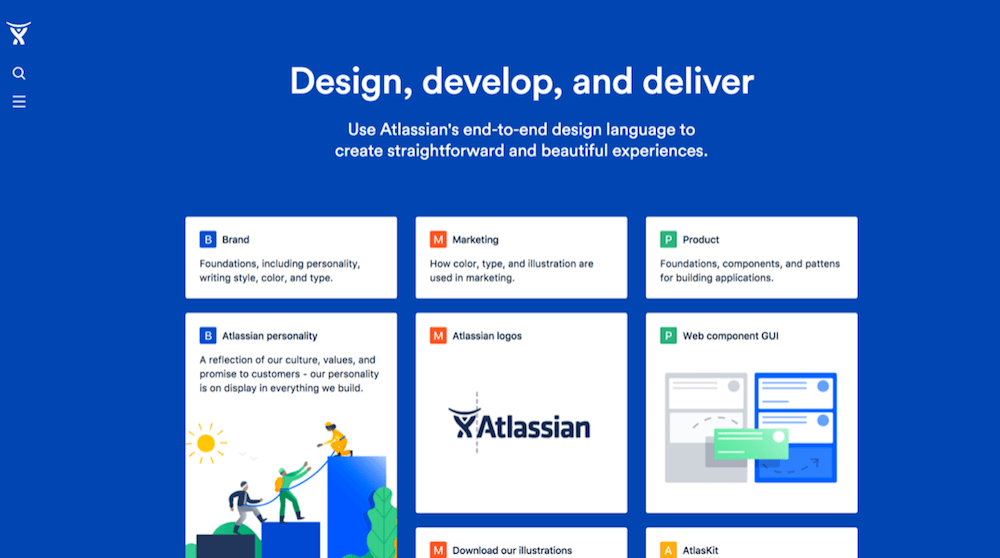 Design, develop, and deliver
Use Atlassian's end-to-end design language to
create straightforward and beautiful experiences.
B Brand
Foundations, including personality,
writing style, color, and type.
M Marketing
How color, type, and illustration are
used in marketing.
P Product
Foundations, components, and pattens
for building applications.
B Atlassian personality
A reflection of our culture, values, and
promise to customers - our personality
is on display in everything we build.
M Atlassian logos
Atlassian
P Web component GUI
M Download our illustrations
A AtlasKit